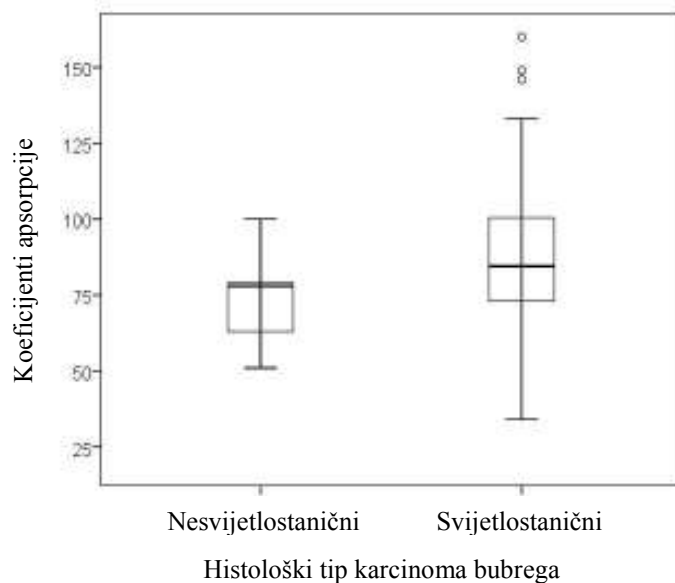 Koeficijenti apsorpcije
150
125
100
75
50
25
Nesvijetlostanični Svijetlostanični
Histološki tip karcinoma bubrega